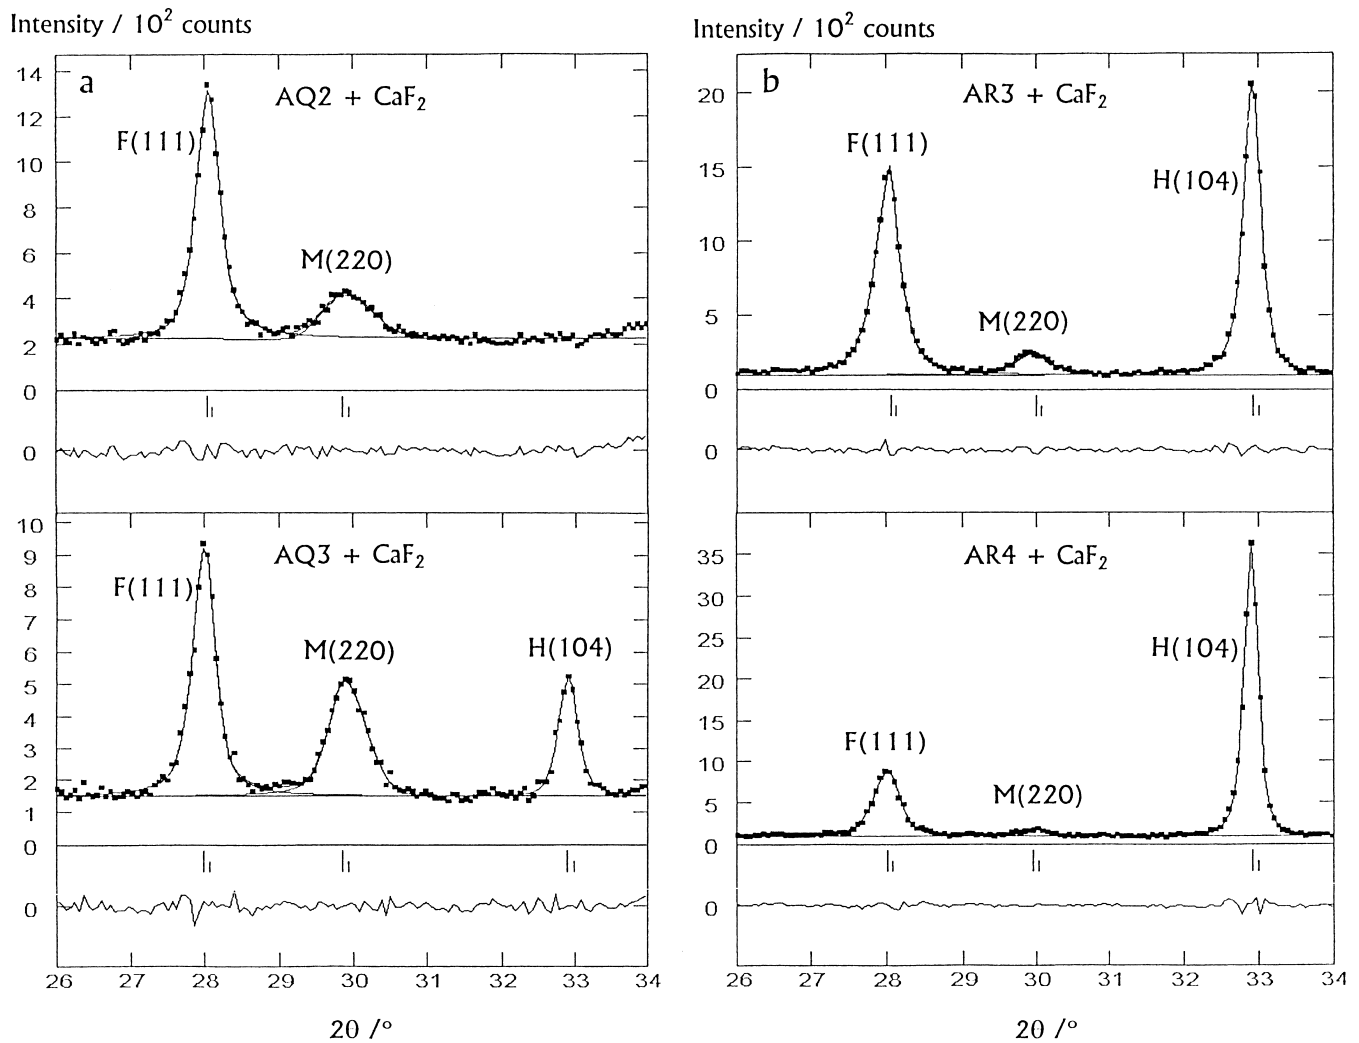 Intensity / 10² counts
a
AQ2 + CaF₂
F(111)
M(220)
14
12
10
8
6
4
2
0
0
AQ3 + CaF₂
F(111)
M(220)
H(104)
10
9
8
7
6
5
4
3
2
1
0
0
26 27 28 29 30 31 32 33 34
2θ /°
Intensity / 10² counts
b
AR3 + CaF₂
F(111)
M(220)
H(104)
20
15
10
5
0
0
AR4 + CaF₂
F(111)
M(220)
H(104)
35
30
25
20
15
10
5
0
0
26 27 28 29 30 31 32 33 34
2θ /°